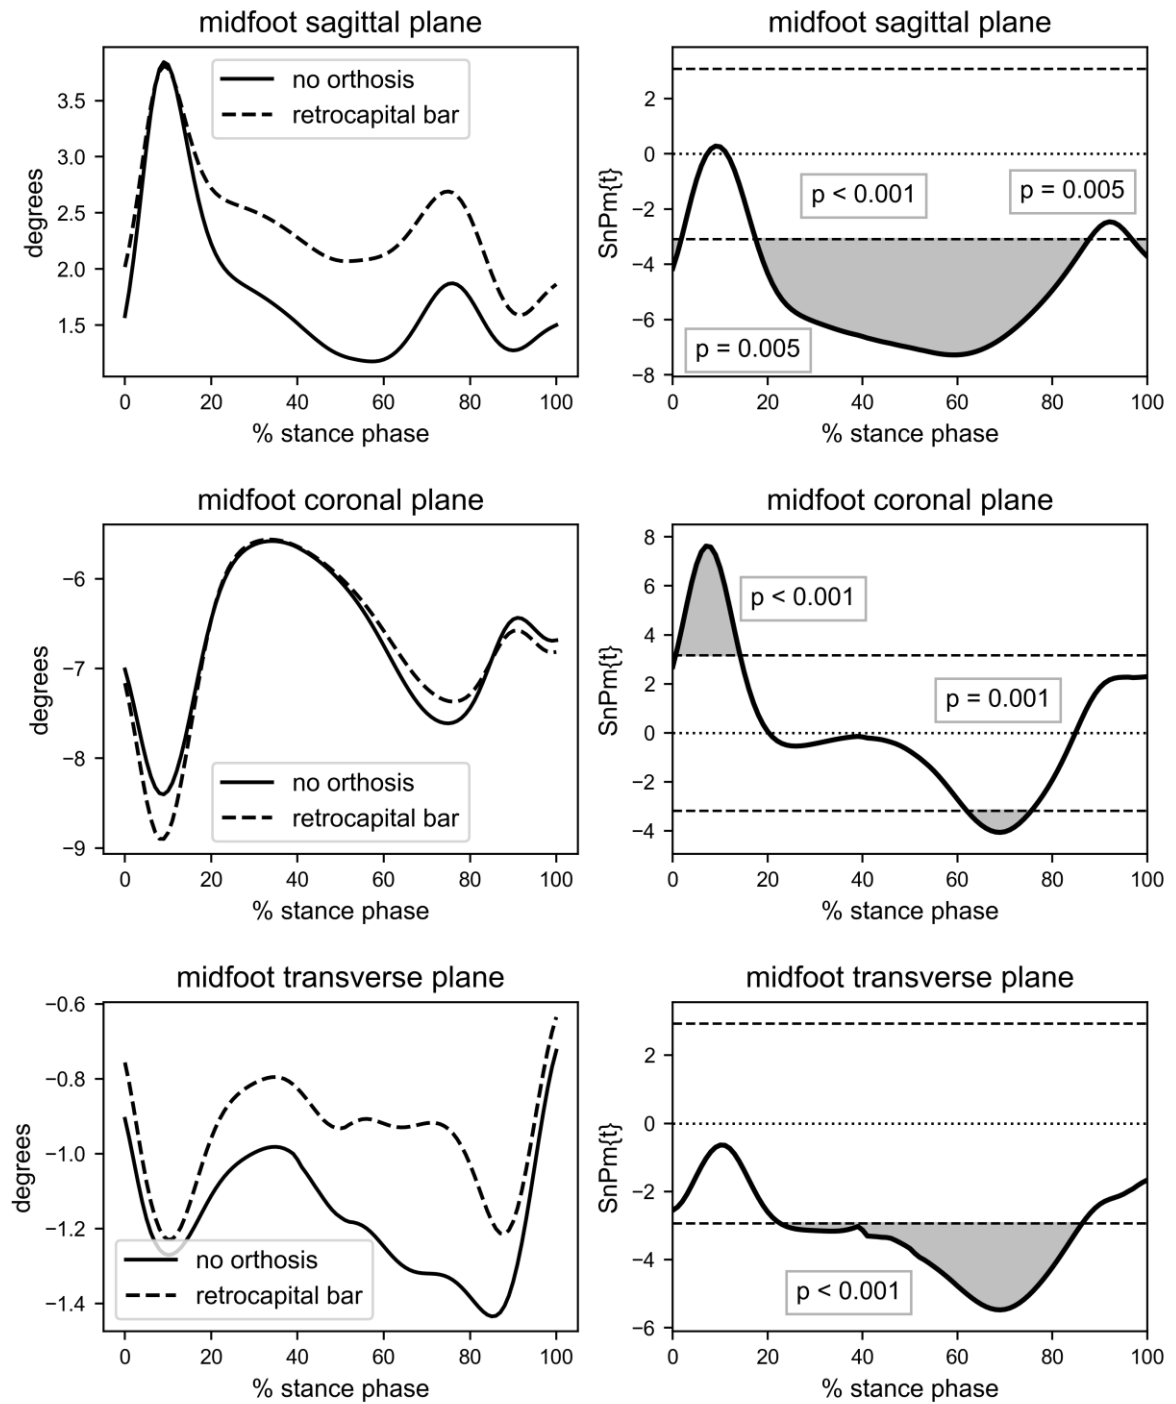 midfoot sagittal plane
degrees
3.5
3.0
2.5
2.0
1.5
no orthosis
retrocapital bar
0 20 40 60 80 100
% stance phase
midfoot sagittal plane
SnPm{t}
2
0
−2
−4
−6
−8
p < 0.001
p = 0.005
p = 0.005
0 20 40 60 80 100
% stance phase
midfoot coronal plane
degrees
−6
−7
−8
−9
no orthosis
retrocapital bar
0 20 40 60 80 100
% stance phase
midfoot coronal plane
SnPm{t}
8
6
4
2
0
−2
−4
p < 0.001
p = 0.001
0 20 40 60 80 100
% stance phase
midfoot transverse plane
degrees
−0.6
−0.8
−1.0
−1.2
−1.4
no orthosis
retrocapital bar
0 20 40 60 80 100
% stance phase
midfoot transverse plane
SnPm{t}
2
0
−2
−4
−6
p < 0.001
0 20 40 60 80 100
% stance phase